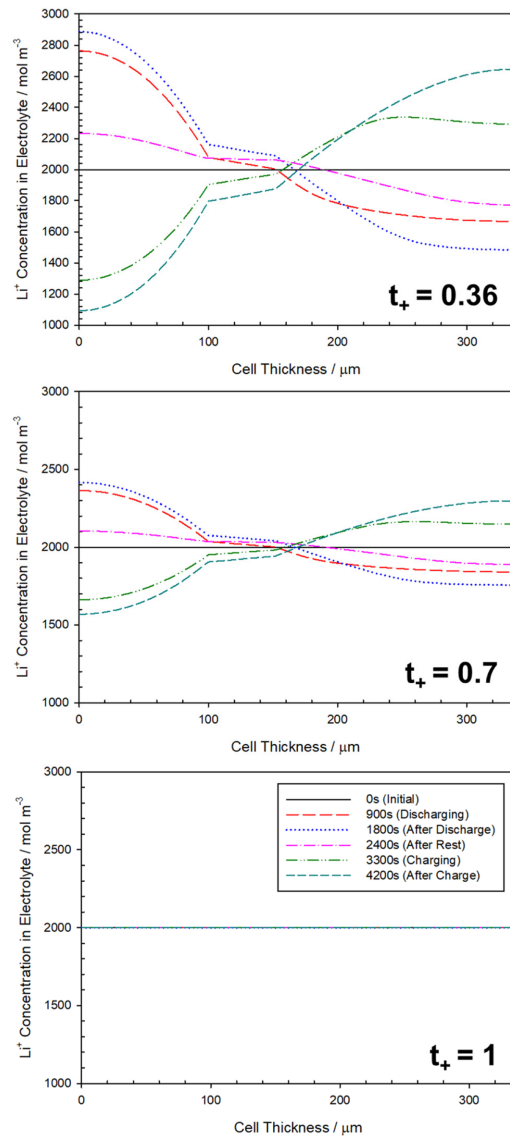 3000
2800
2600
2400
2200
2000
1800
1600
1400
1200
1000
Li+ Concentration in Electrolyte / mol m⁻³
t₊ = 0.36
0 100 200 300
Cell Thickness / μm
3000
2500
2000
1500
1000
Li⁺ Concentration in Electrolyte / mol m⁻³
t₊ = 0.7
0 100 200 300
Cell Thickness / μm
3000
2500
2000
1500
1000
Li⁺ Concentration in Electrolyte / mol m⁻³
0s (Initial)
900s (Discharging)
1800s (After Discharge)
2400s (After Rest)
3300s (Charging)
4200s (After Charge)
t₊ = 1
0 100 200 300
Cell Thickness / μm